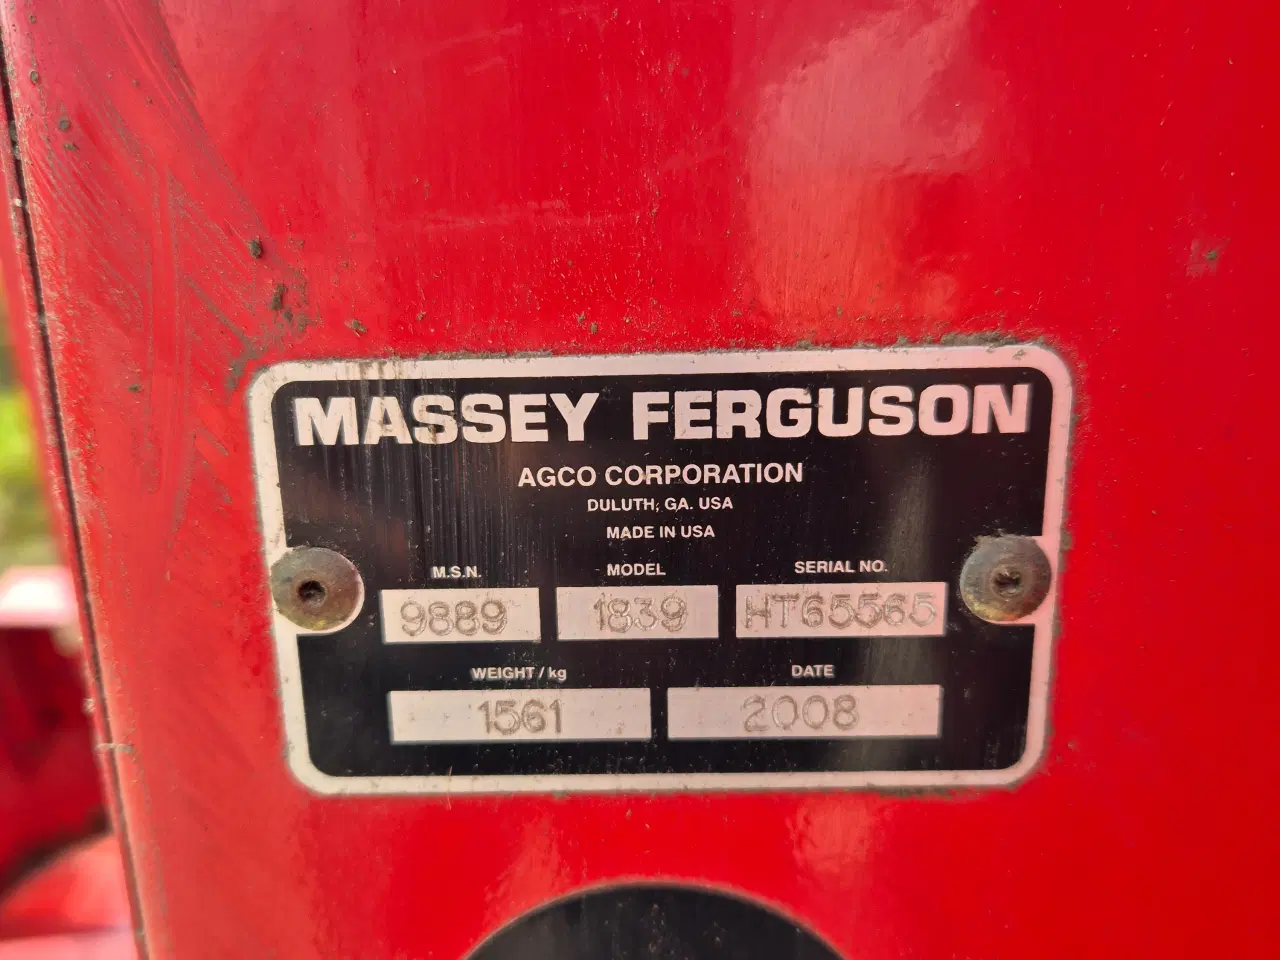 MASSEY FERGUSON
AGCO CORPORATION
DULUTH, GA. USA
MADE IN USA
M.S.N. MODEL SERIAL NO.
9889 1839 HT65565
WEIGHT / kg DATE
1561 2008